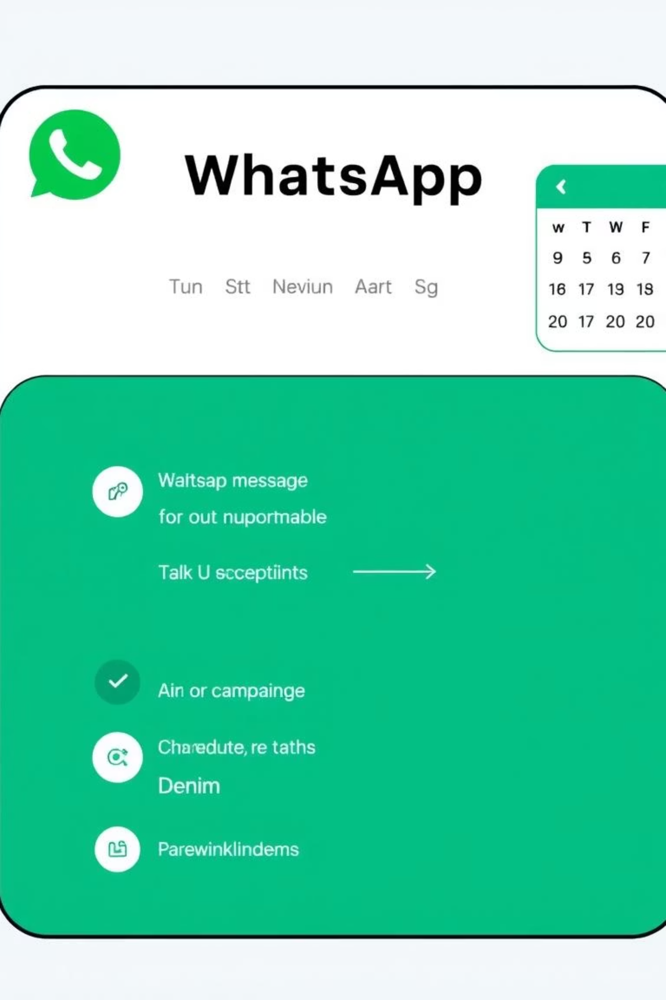 WhatsApp
w T W F
9 5 6 7
16 17 19 18
20 17 20 20
Tun Stt Neviun Aart Sg
Waltsap message
for out nuportmable
Talk U scceptiints
Ain or campainge
Charedute, re taths
Denim
Parewinklindems